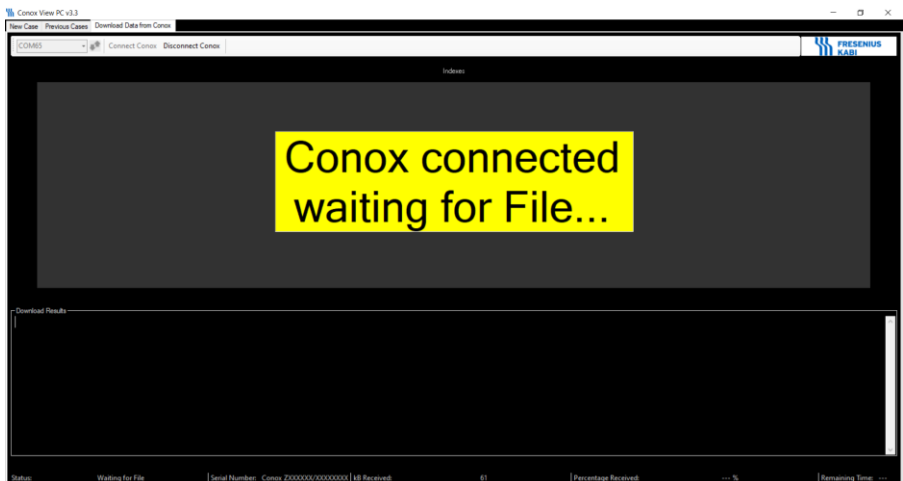 Conox View PC v3.3
New Case Previous Cases Download Data from Conox
COM65 Connect Conox Disconnect Conox
FRESENIUS
KABI
Indexes
Conox connected
waiting for File...
Download Results
Status: Waiting for File Serial Number: Conox ZXXXXXX/XXXXXXXX kB Received: 61 Percentage Received: --- % Remaining Time: ---